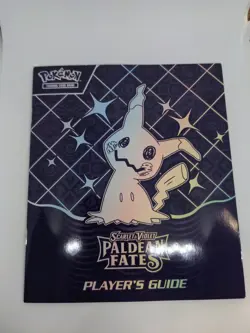 Pokémon
TRADING CARD GAME
SCARLET & VIOLET
PALDEAN
FATES
PLAYER'S GUIDE